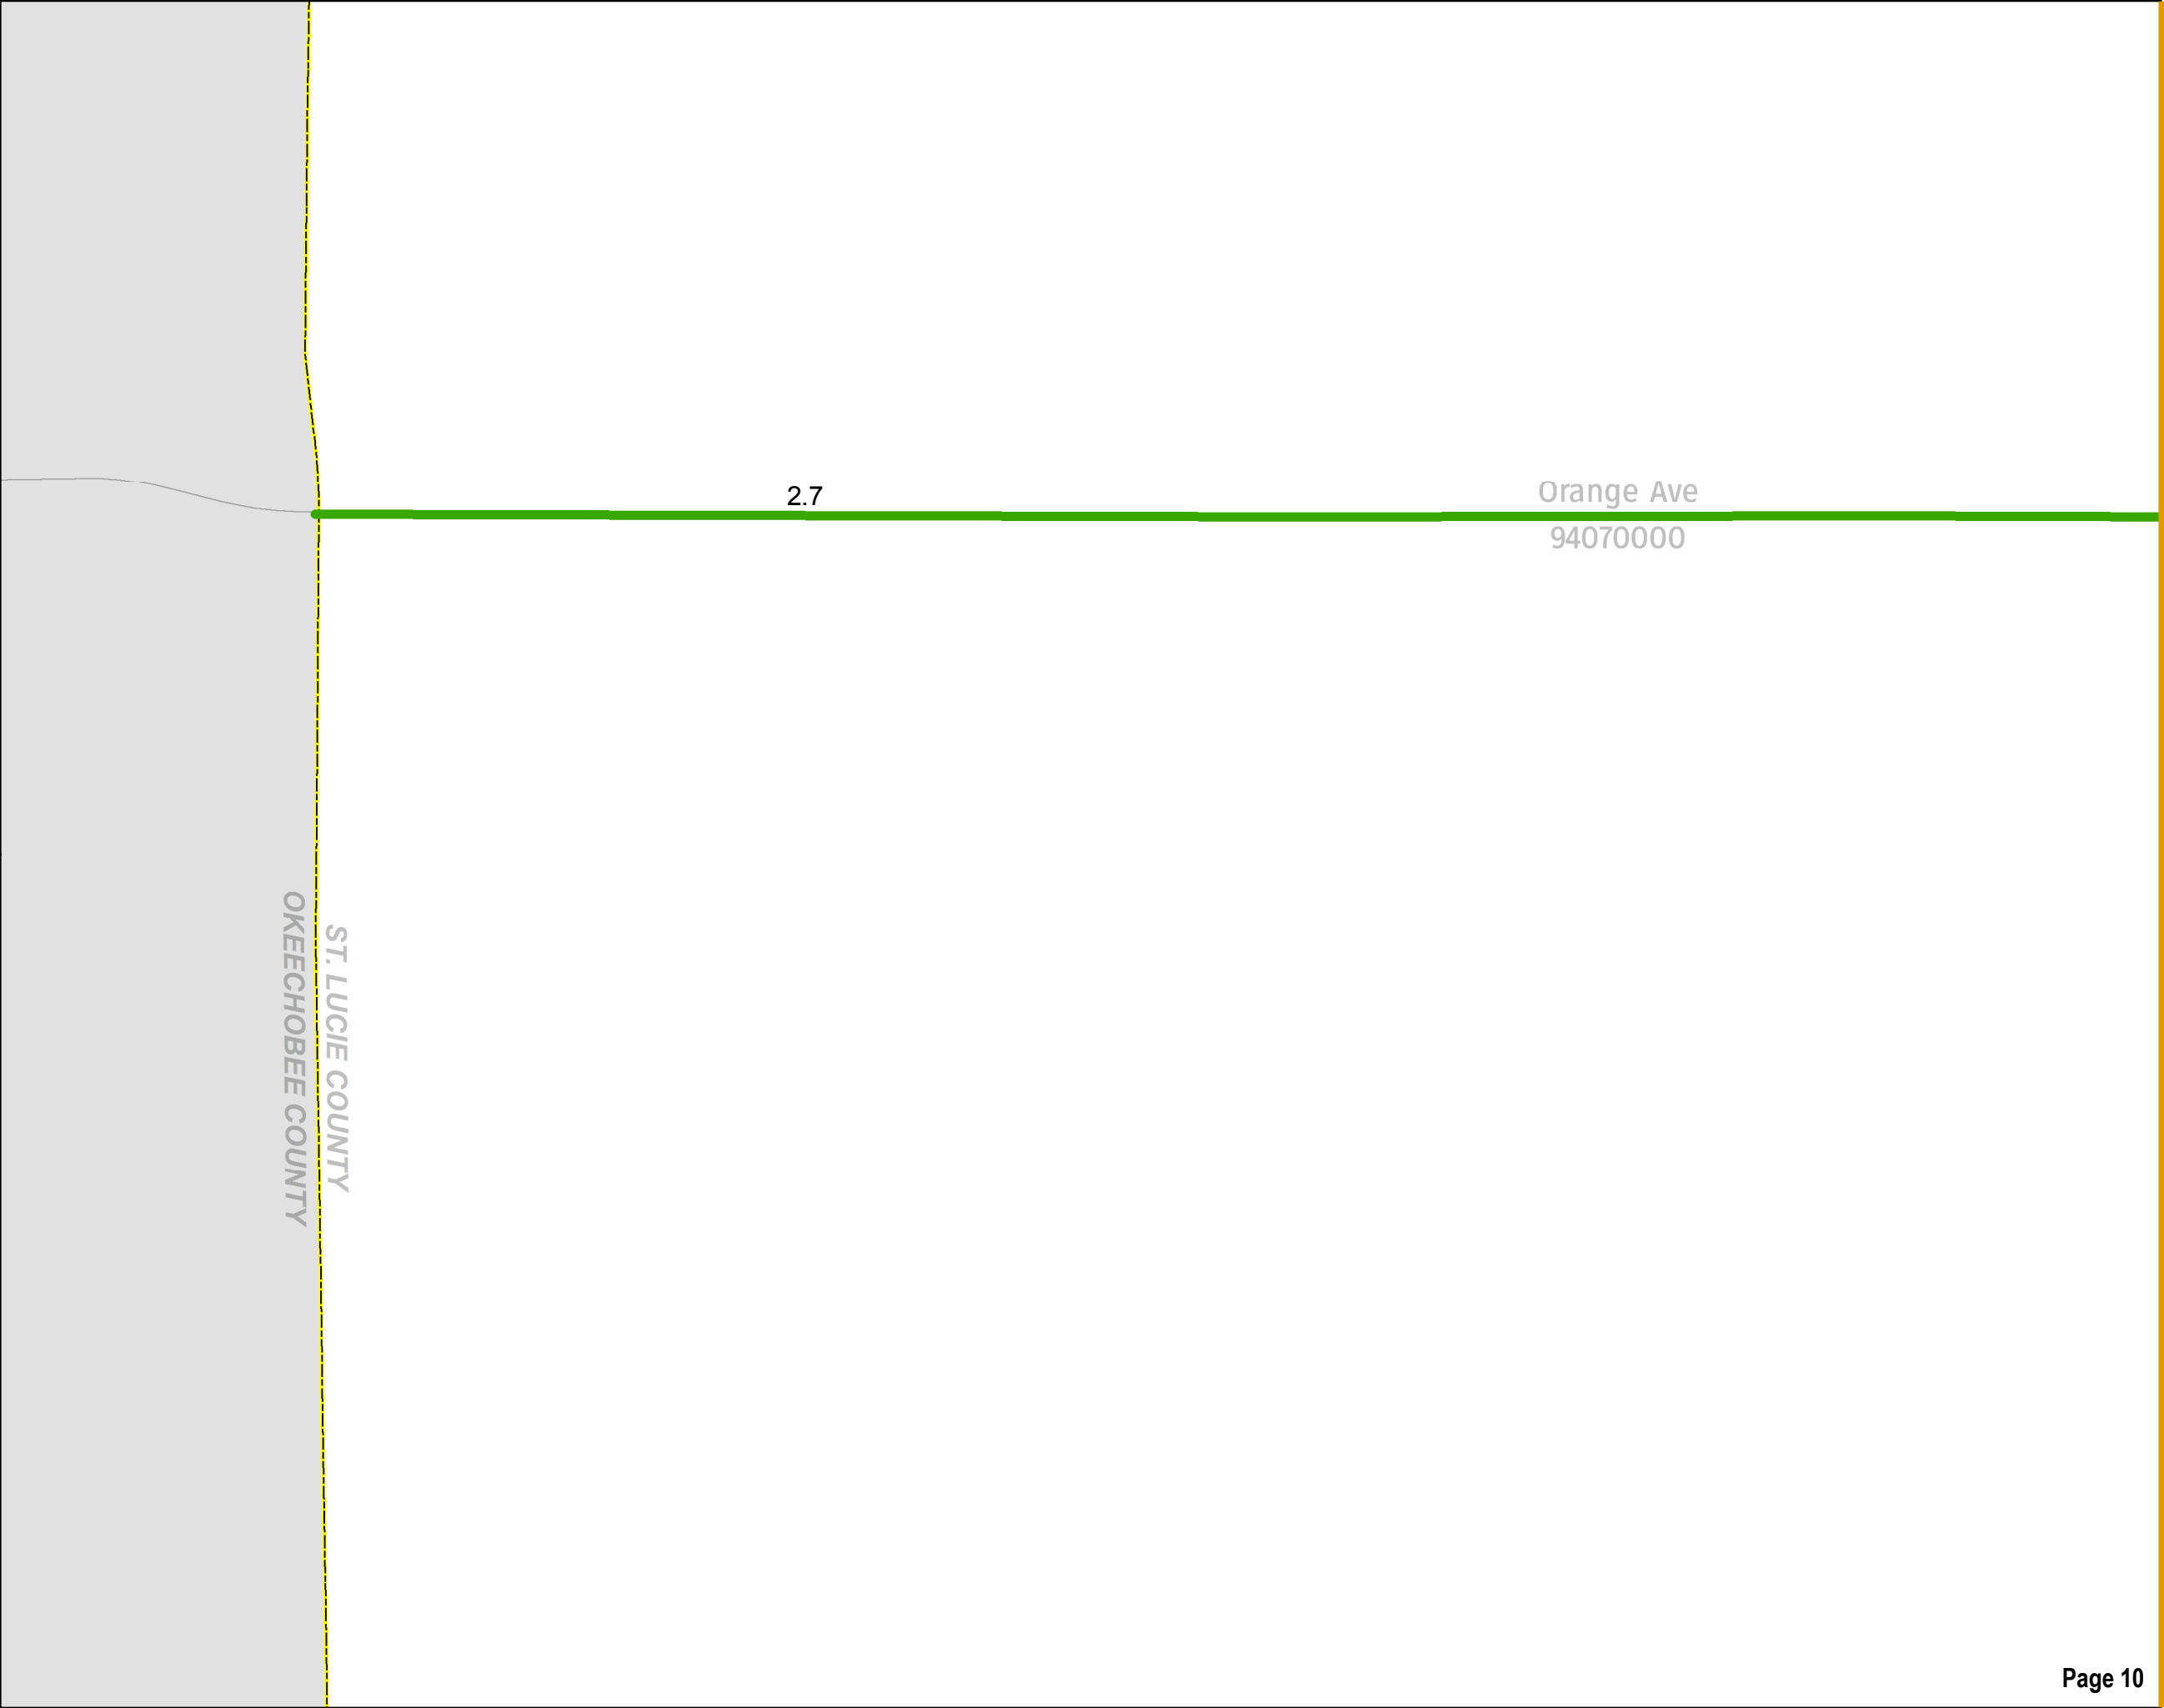 2.7
Orange Ave
94070000
OKEECHOBEE COUNTY
ST. LUCIE COUNTY
Page 10